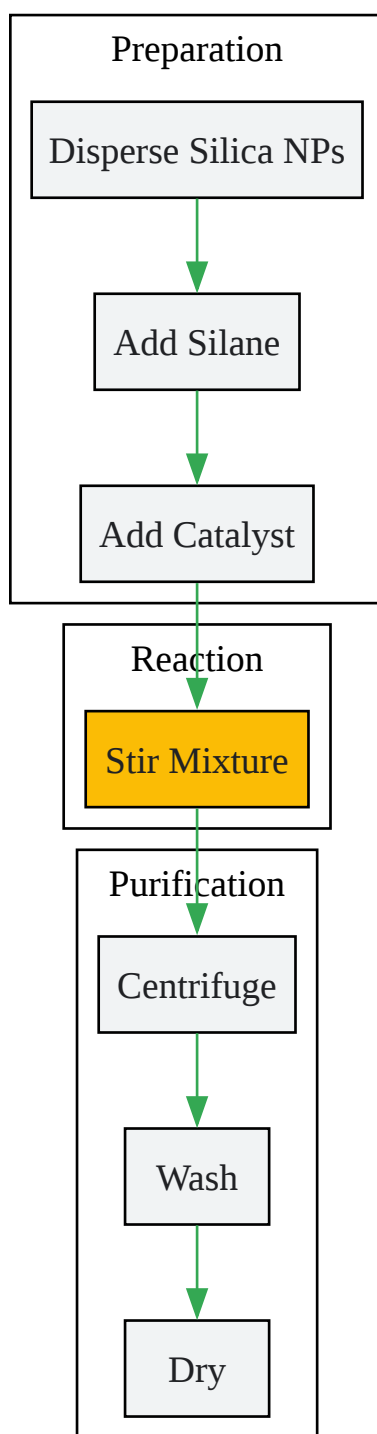 Preparation
Disperse Silica NPs
Add Silane
Add Catalyst
Reaction
Stir Mixture
Purification
Centrifuge
Wash
Dry